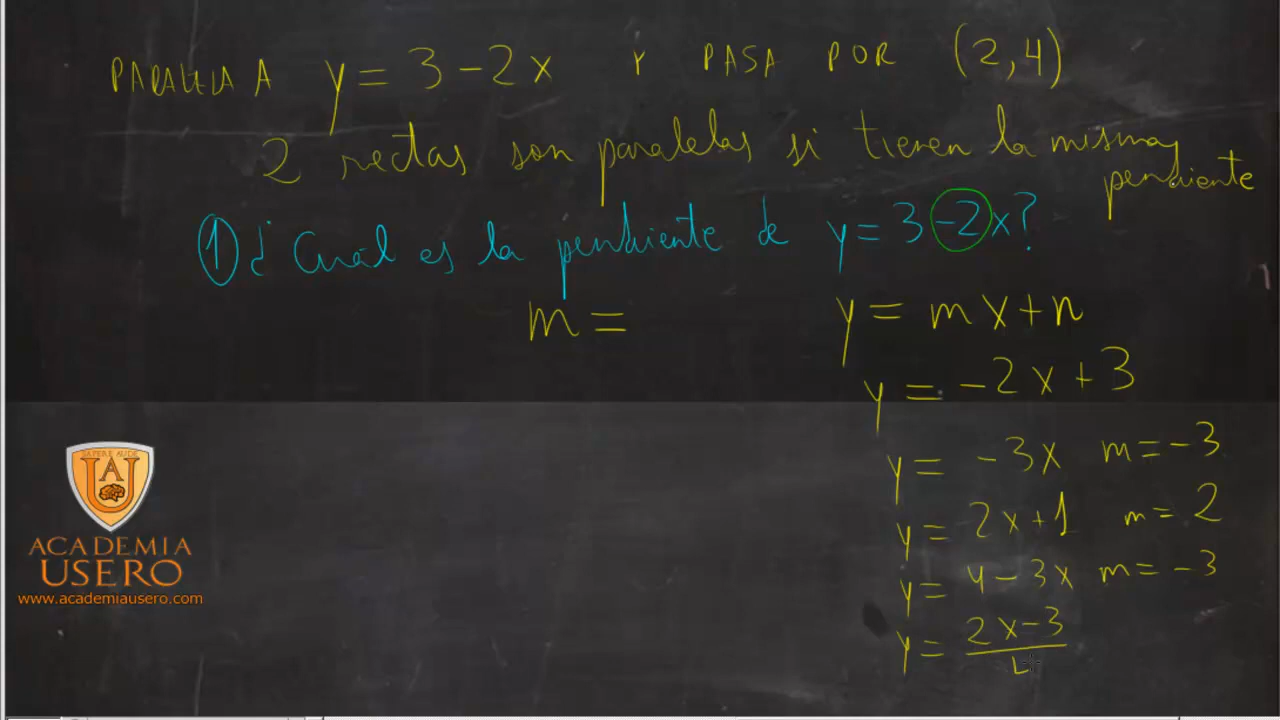 PARALELA A y = 3 - 2x Y PASA POR (2,4)
2 rectas son paralelas si tienen la misma
pendiente
① ¿Cuál es la pendiente de y = 3 - 2x?
m = y = mx + n
y = -2x + 3
y = -3x m = -3
y = 2x + 1 m = 2
y = 4 - 3x m = -3
y = 2x - 3
SAPERE AUDE
UA
ACADEMIA
USERO
www.academiausero.com